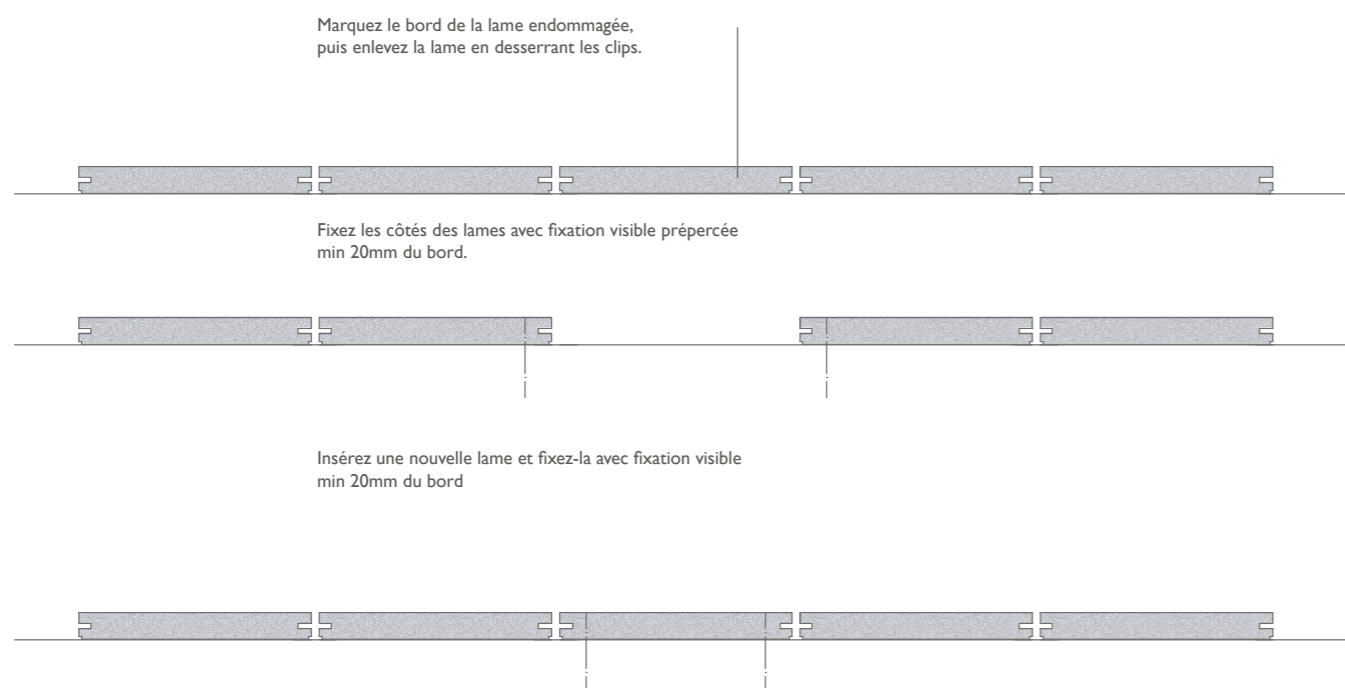 Marquez le bord de la lame endommagée,
puis enlevez la lame en desserrant les clips.
Fixez les côtés des lames avec fixation visible prépercée
min 20mm du bord.
Insérez une nouvelle lame et fixez-la avec fixation visible
min 20mm du bord